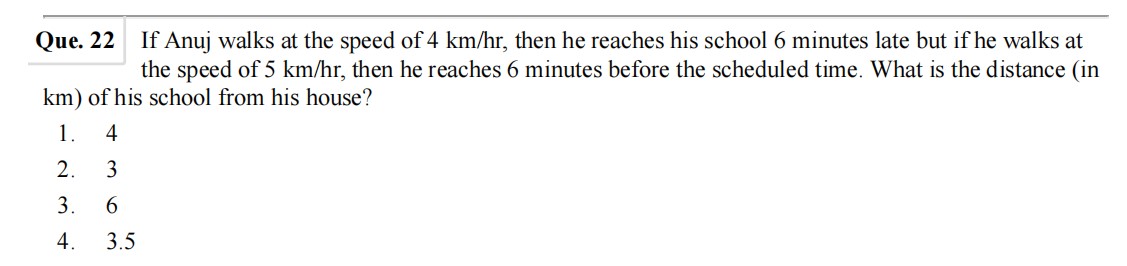 Que. 22 If Anuj walks at the speed of 4 km/hr, then he reaches his school 6 minutes late but if he walks at
the speed of 5 km/hr, then he reaches 6 minutes before the scheduled time. What is the distance (in
km) of his school from his house?
1. 4
2. 3
3. 6
4. 3.5